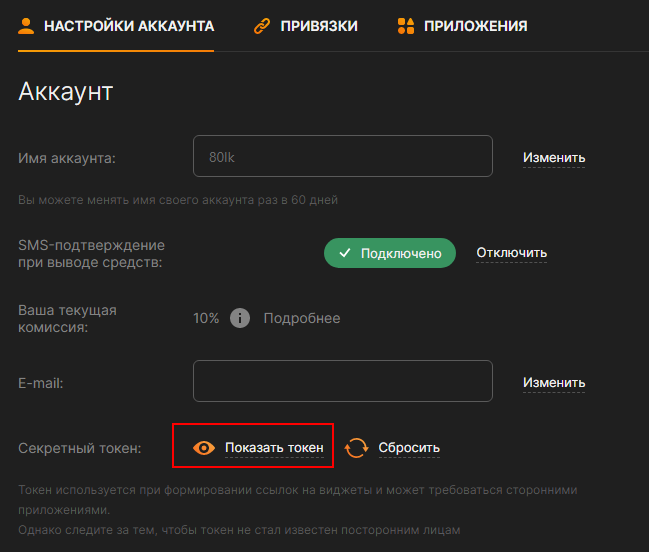 НАСТРОЙКИ АККАУНТА ПРИВЯЗКИ ПРИЛОЖЕНИЯ
Аккаунт
Имя аккаунта: 80lk Изменить
Вы можете менять имя своего аккаунта раз в 60 дней
SMS-подтверждение
при выводе средств: Подключено Отключить
Ваша текущая
комиссия: 10% Подробнее
E-mail: Изменить
Секретный токен: Показать токен Сбросить
Токен используется при формировании ссылок на виджеты и может требоваться сторонними
приложениями.
Однако следите за тем, чтобы токен не стал известен посторонним лицам